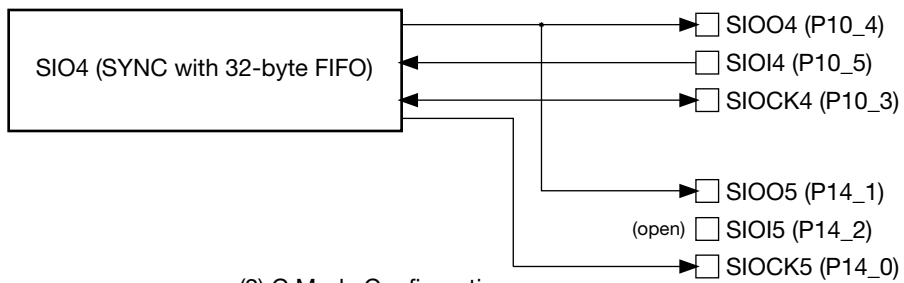 SIOO4 (P10_4)
SIO4 (SYNC with 32-byte FIFO)
SIOI4 (P10_5)
SIOCK4 (P10_3)
SIOO5 (P14_1)
(open) SIOI5 (P14_2)
SIOCK5 (P14_0)